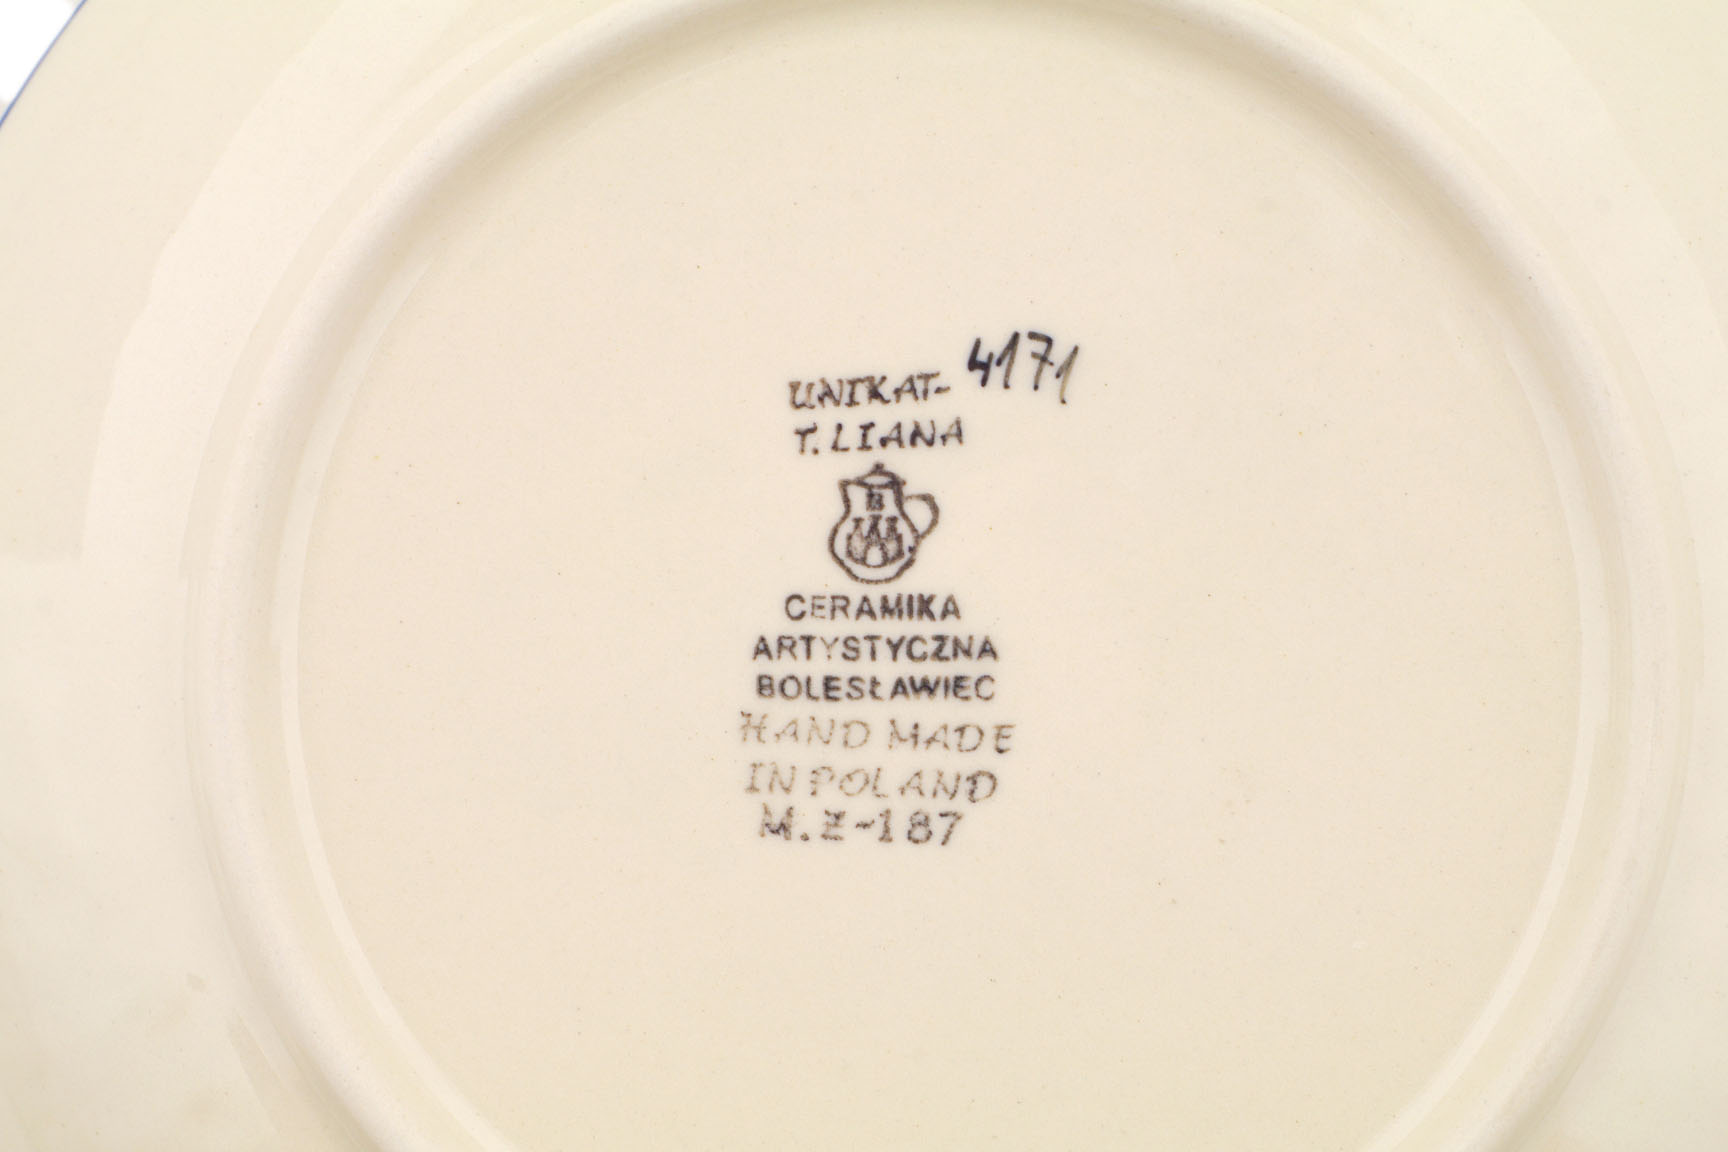 UNIKAT- 4171
T. LIANA
B
CERAMIKA
ARTYSTYCZNA
BOLESŁAWIEC
HAND MADE
IN POLAND
M.Z-187